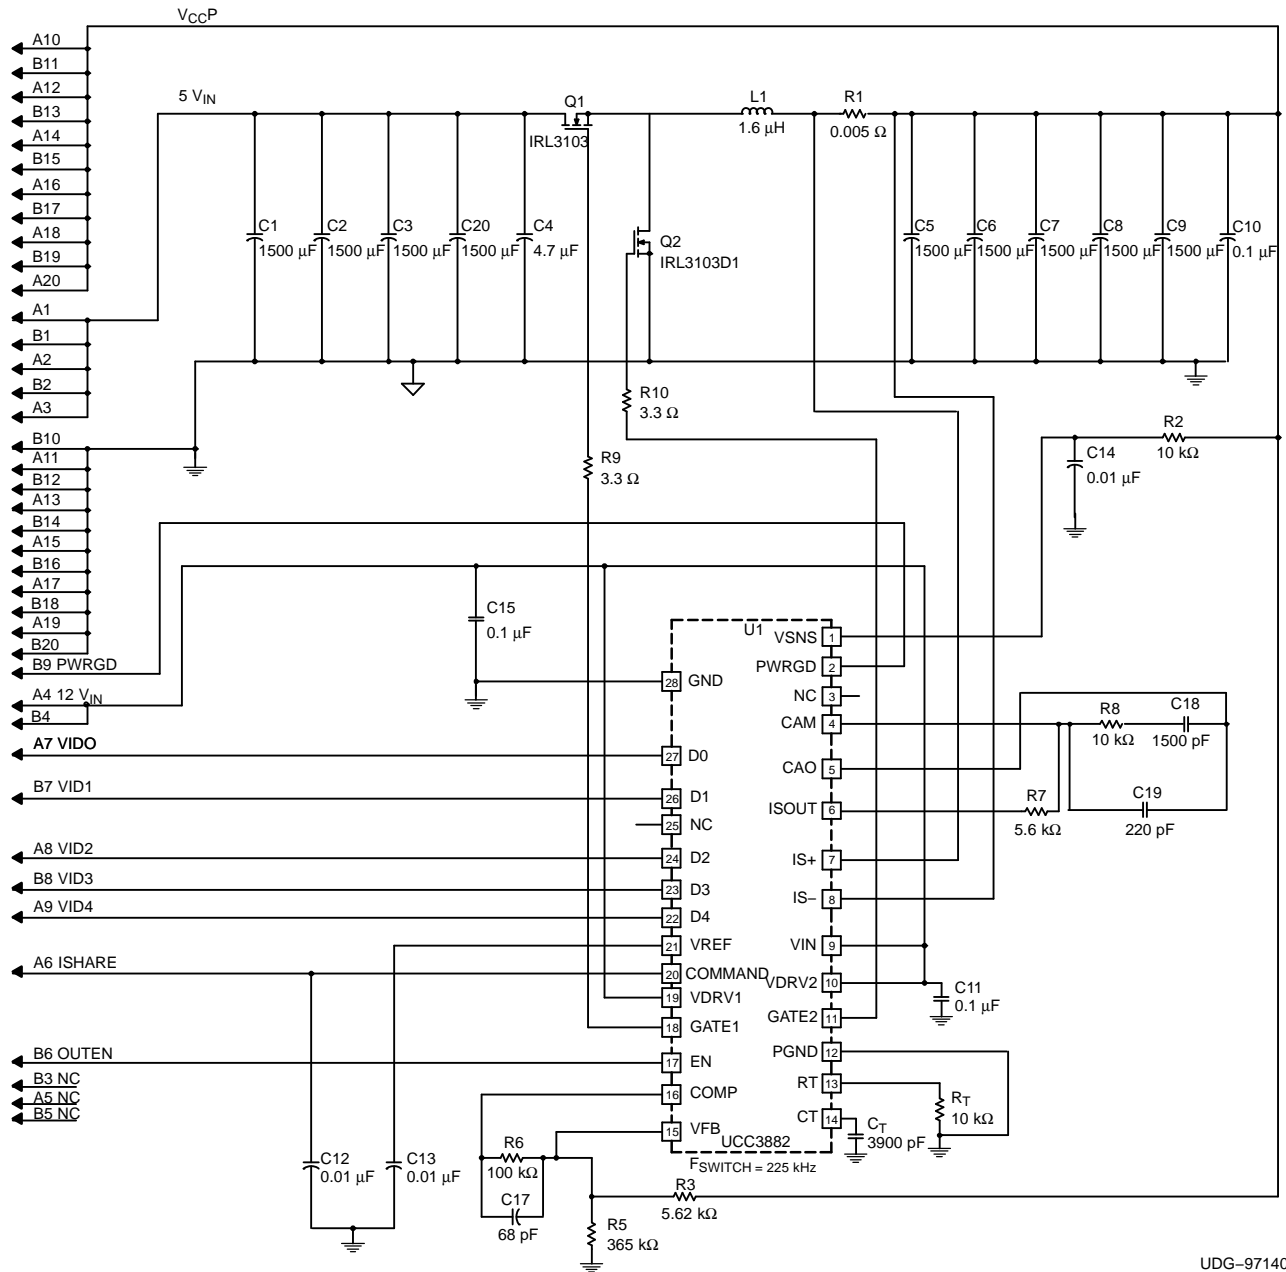 VCCP
A10
B11
A12
B13
A14
B15
A16
B17
A18
B19
A20
A1
B1
A2
B2
A3
B10
A11
B12
A13
B14
A15
B16
A17
B18
A19
B20
B9 PWRGD
A4 12 VIN
B4
A7 VIDO
B7 VID1
A8 VID2
B8 VID3
A9 VID4
A6 ISHARE
B6 OUTEN
B3 NC
A5 NC
B5 NC
5 VIN
Q1
IRL3103
L1
1.6 μH
R1
0.005 Ω
C1
1500 μF
C2
1500 μF
C3
1500 μF
C20
1500 μF
C4
4.7 μF
Q2
IRL3103D1
C5
1500 μF
C6
1500 μF
C7
1500 μF
C8
1500 μF
C9
1500 μF
C10
0.1 μF
R10
3.3 Ω
R9
3.3 Ω
R2
10 kΩ
C14
0.01 μF
C15
0.1 μF
U1
VSNS 1
PWRGD 2
NC 3
CAM 4
CAO 5
ISOUT 6
IS+ 7
IS− 8
VIN 9
VDRV2 10
GATE2 11
PGND 12
RT 13
CT 14
28 GND
27 D0
26 D1
25 NC
24 D2
23 D3
22 D4
21 VREF
20 COMMAND
19 VDRV1
18 GATE1
17 EN
16 COMP
15 VFB
UCC3882
FSWITCH = 225 kHz
R8
10 kΩ
C18
1500 pF
C19
220 pF
R7
5.6 kΩ
C11
0.1 μF
RT
10 kΩ
CT
3900 pF
C12
0.01 μF
C13
0.01 μF
R6
100 kΩ
C17
68 pF
R3
5.62 kΩ
R5
365 kΩ
UDG−97140